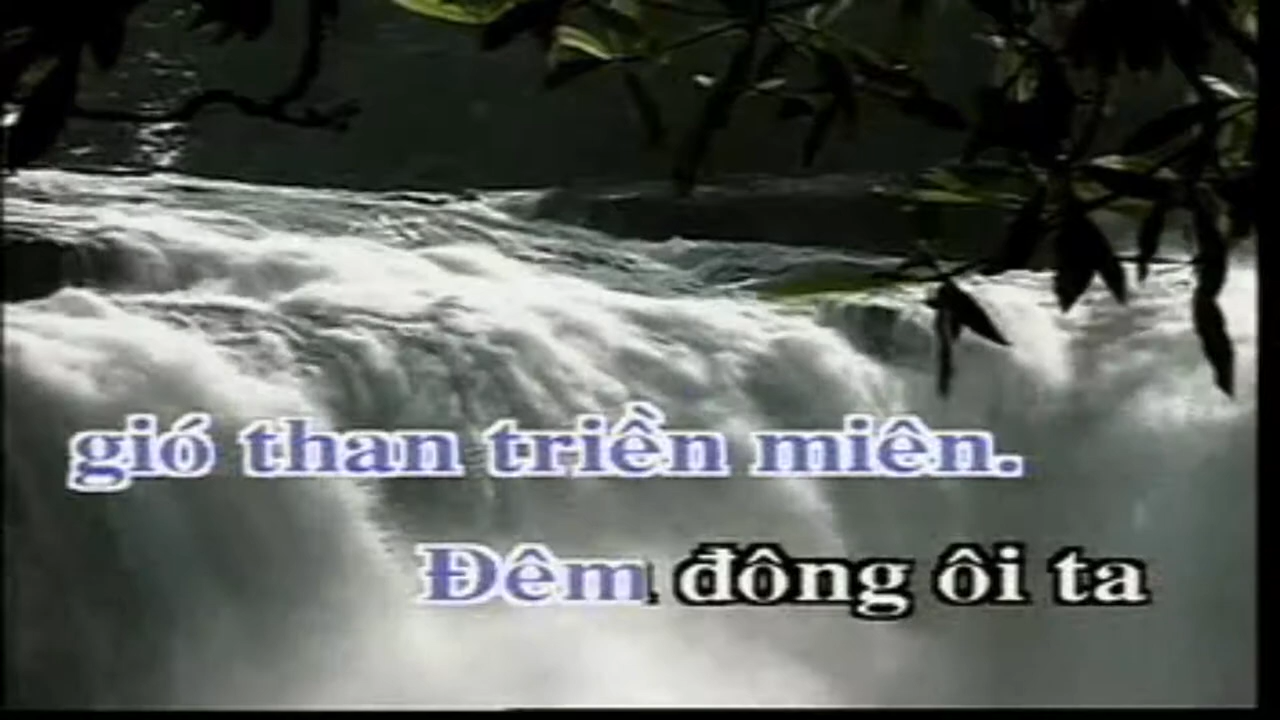 gió than triền miên.
Đêm đông ôi ta